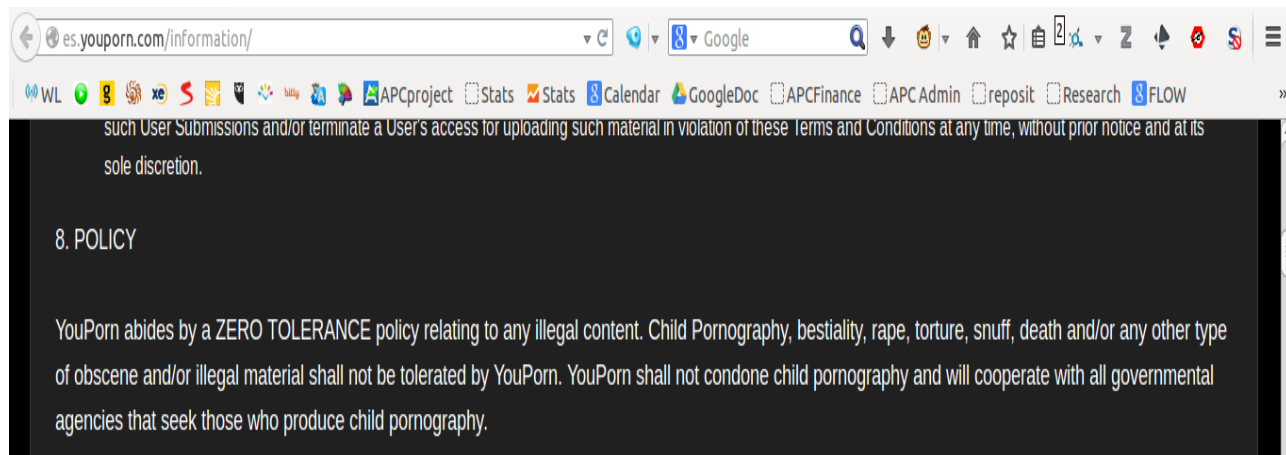 es.youporn.com/information/
Google
2
WL
APCproject
Stats
Stats
Calendar
GoogleDoc
APCFinance
APC Admin
reposit
Research
FLOW
such User Submissions and/or terminate a User's access for uploading such material in violation of these Terms and Conditions at any time, without prior notice and at its
sole discretion.
8. POLICY
YouPorn abides by a ZERO TOLERANCE policy relating to any illegal content. Child Pornography, bestiality, rape, torture, snuff, death and/or any other type
of obscene and/or illegal material shall not be tolerated by YouPorn. YouPorn shall not condone child pornography and will cooperate with all governmental
agencies that seek those who produce child pornography.